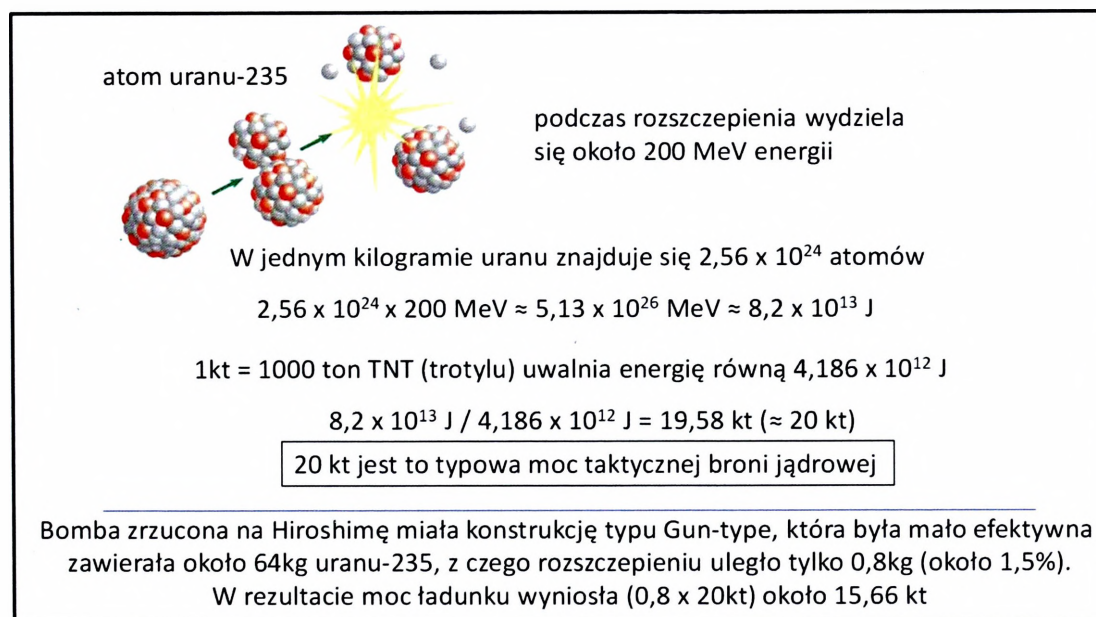 atom uranu-235
podczas rozszczepienia wydziela
się około 200 MeV energii
W jednym kilogramie uranu znajduje się 2,56 x 10²⁴ atomów
2,56 x 10²⁴ x 200 MeV ≈ 5,13 x 10²⁶ MeV ≈ 8,2 x 10¹³ J
1kt = 1000 ton TNT (trotylu) uwalnia energię równą 4,186 x 10¹² J
8,2 x 10¹³ J / 4,186 x 10¹² J = 19,58 kt (≈ 20 kt)
20 kt jest to typowa moc taktycznej broni jądrowej
Bomba zrzucona na Hiroshimę miała konstrukcję typu Gun-type, która była mało efektywna
zawierała około 64kg uranu-235, z czego rozszczepieniu uległo tylko 0,8kg (około 1,5%).
W rezultacie moc ładunku wyniosła (0,8 x 20kt) około 15,66 kt